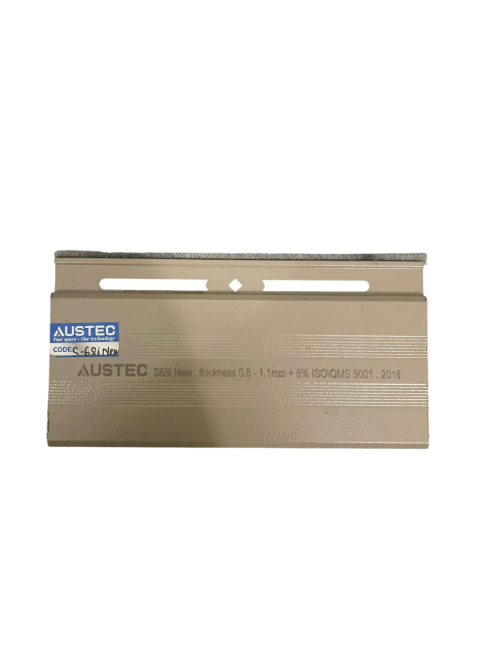 AUSTEC
Your space - Our technology
CODE: S-68i New
AUSTEC S68i New . thickness 0.8 - 1.1mm + 8% ISO\QMS 9001 : 2015